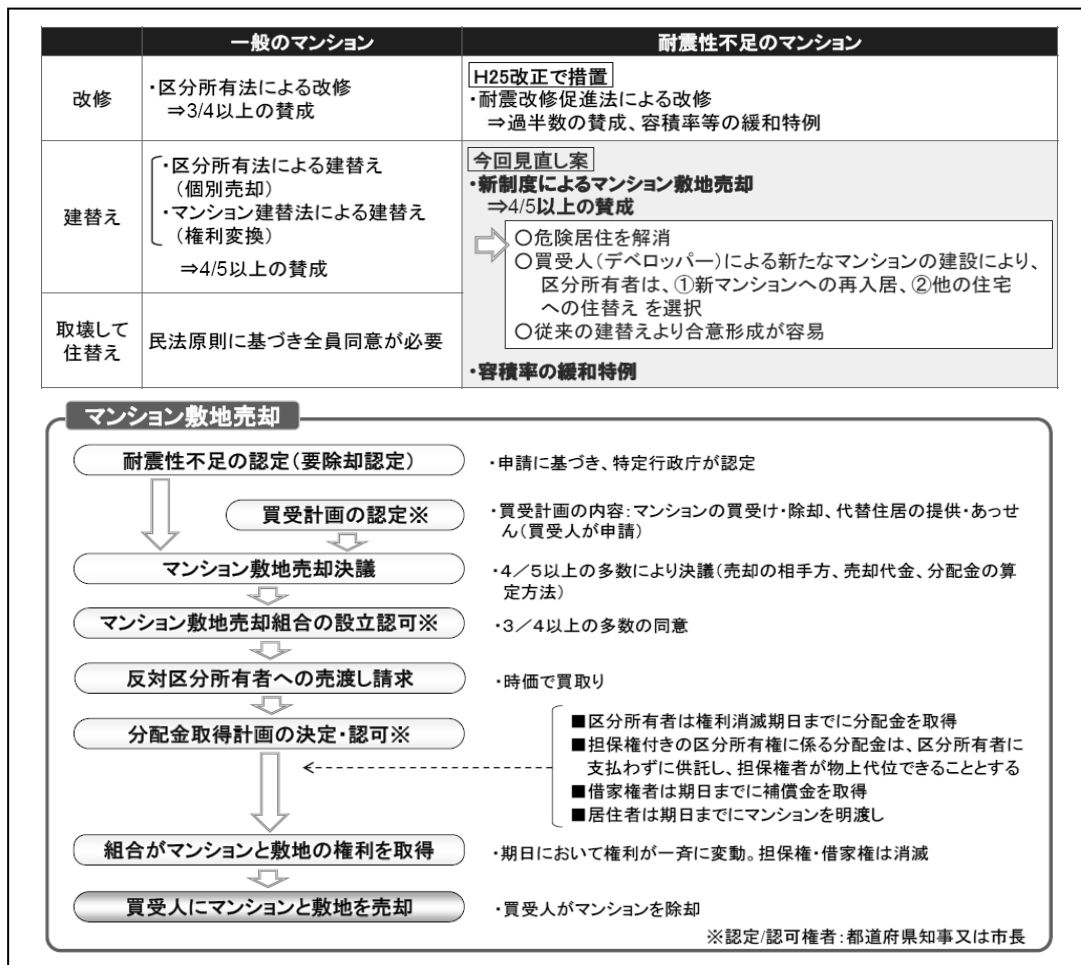 一般のマンション
耐震性不足のマンション
改修
・区分所有法による改修
⇒3/4以上の賛成
H25改正で措置
・耐震改修促進法による改修
⇒過半数の賛成、容積率等の緩和特例
建替え
・区分所有法による建替え
(個別売却)
・マンション建替法による建替え
(権利変換)
⇒4/5以上の賛成
今回見直し案
・新制度によるマンション敷地売却
⇒4/5以上の賛成
○危険居住を解消
○買受人(デベロッパー)による新たなマンションの建設により、
区分所有者は、①新マンションへの再入居、②他の住宅
への住替え を選択
○従来の建替えより合意形成が容易
・容積率の緩和特例
取壊して
住替え
民法原則に基づき全員同意が必要
マンション敷地売却
耐震性不足の認定(要除却認定)
・申請に基づき、特定行政庁が認定
買受計画の認定※
・買受計画の内容:マンションの買受け・除却、代替住居の提供・あっせ
ん(買受人が申請)
マンション敷地売却決議
・4/5以上の多数により決議(売却の相手方、売却代金、分配金の算
定方法)
マンション敷地売却組合の設立認可※
・3/4以上の多数の同意
反対区分所有者への売渡し請求
・時価で買取り
分配金取得計画の決定・認可※
■区分所有者は権利消滅期日までに分配金を取得
■担保権付きの区分所有権に係る分配金は、区分所有者に
支払わずに供託し、担保権者が物上代位できることとする
■借家権者は期日までに補償金を取得
■居住者は期日までにマンションを明渡し
組合がマンションと敷地の権利を取得
・期日において権利が一斉に変動。担保権・借家権は消滅
買受人にマンションと敷地を売却
・買受人がマンションを除却
※認定/認可権者:都道府県知事又は市長